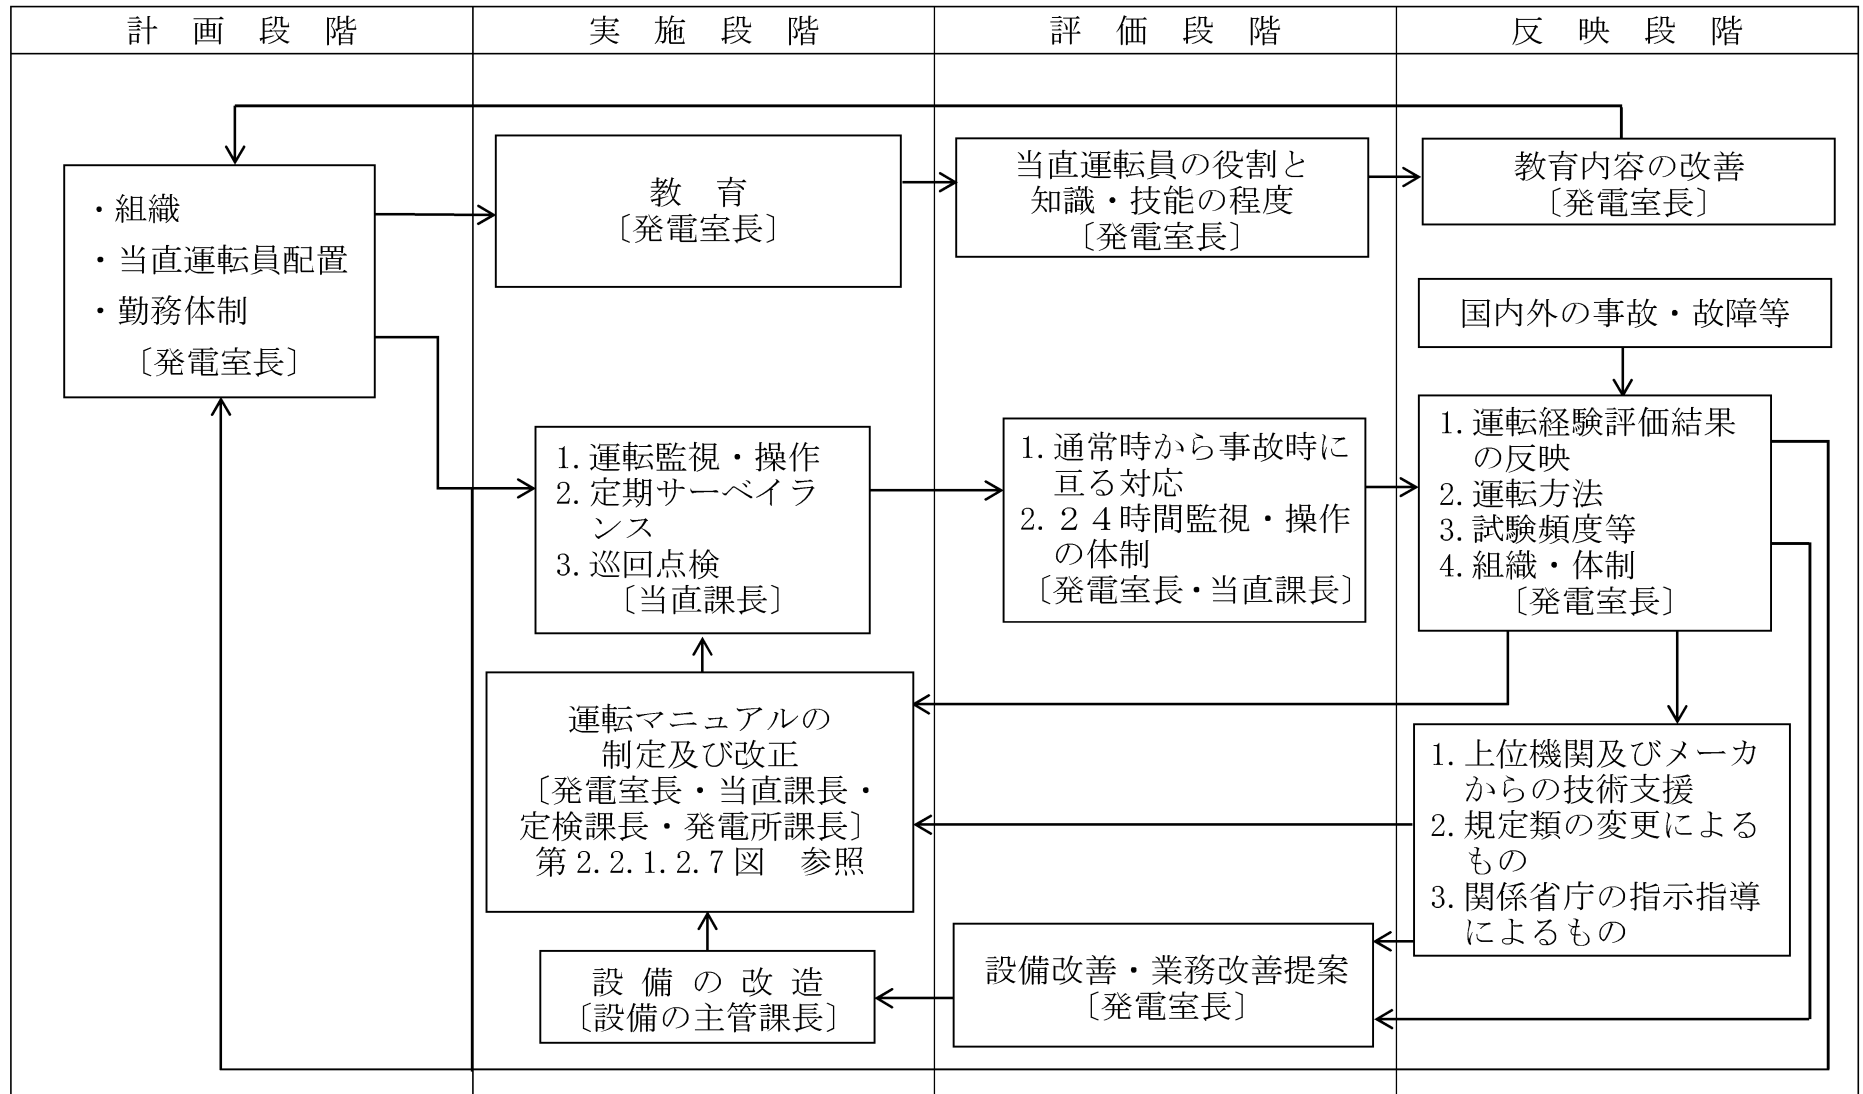 計画段階
実施段階
評価段階
反映段階
・組織
・当直運転員配置
・勤務体制
〔発電室長〕
教　育
〔発電室長〕
当直運転員の役割と
知識・技能の程度
〔発電室長〕
教育内容の改善
〔発電室長〕
国内外の事故・故障等
1. 運転監視・操作
2. 定期サーベイラ
ンス
3. 巡回点検
〔当直課長〕
1. 通常時から事故時に
亘る対応
2. ２４時間監視・操作
の体制
〔発電室長・当直課長〕
1. 運転経験評価結果
の反映
2. 運転方法
3. 試験頻度等
4. 組織・体制
〔発電室長〕
運転マニュアルの
制定及び改正
〔発電室長・当直課長・
定検課長・発電所課長〕
第2.2.1.2.7図　参照
1. 上位機関及びメーカ
からの技術支援
2. 規定類の変更による
もの
3. 関係省庁の指示指導
によるもの
設備の改造
〔設備の主管課長〕
設備改善・業務改善提案
〔発電室長〕